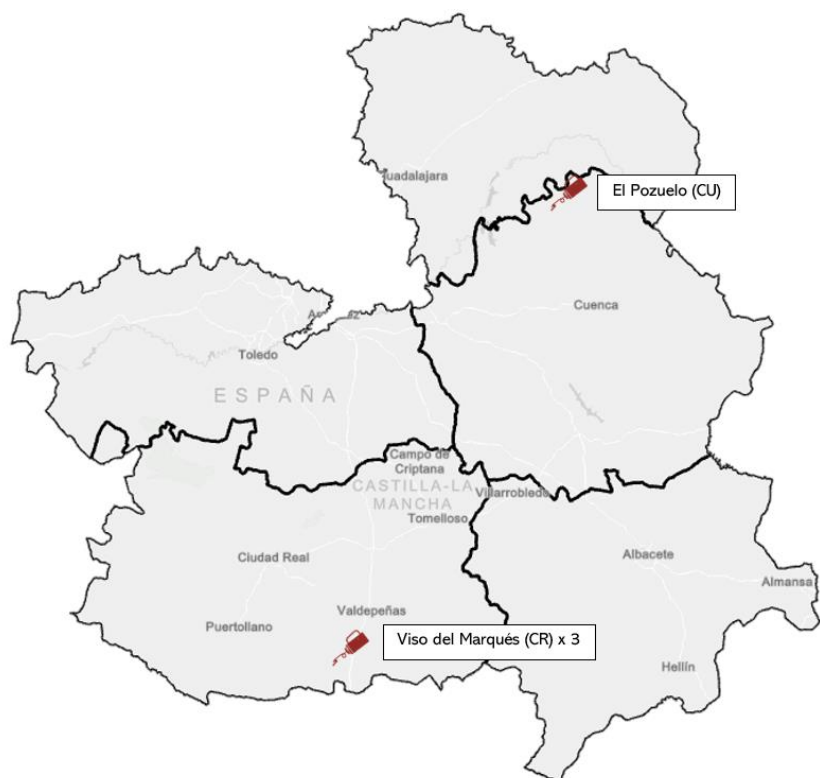 Guadalajara
El Pozuelo (CU)
Cuenca
Toledo
ESPAÑA
Campo de
Criptana
CASTILLA-LA
MANCHA
Villarrobledo
Tomelloso
Ciudad Real
Albacete
Almansa
Valdepeñas
Puertollano
Viso del Marqués (CR) x 3
Hellín